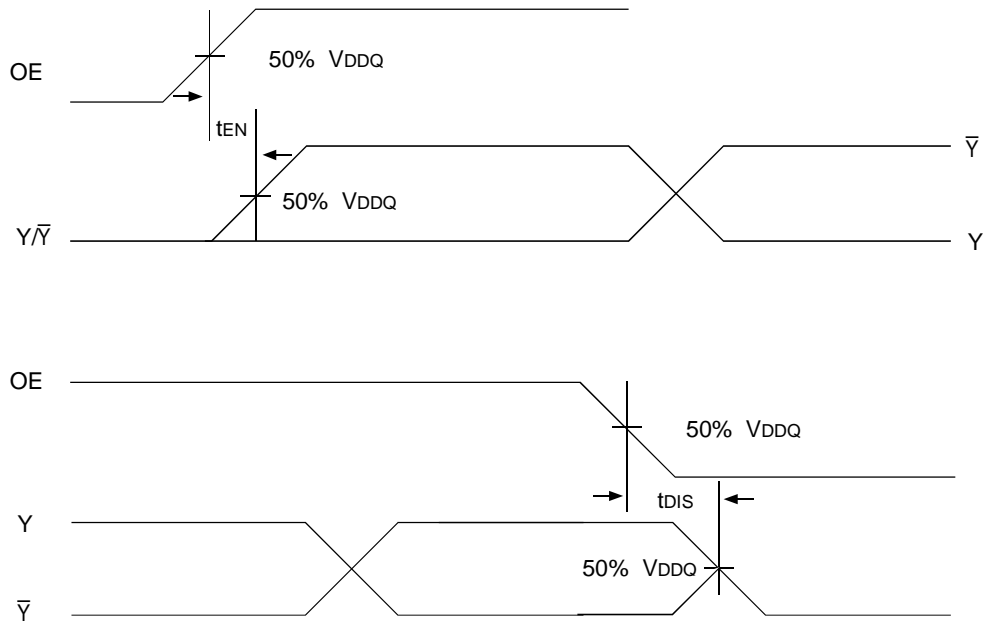 OE
50% VDDQ
tEN
Y̅
50% VDDQ
Y/Y̅
Y
OE
50% VDDQ
tDIS
Y
50% VDDQ
Y̅